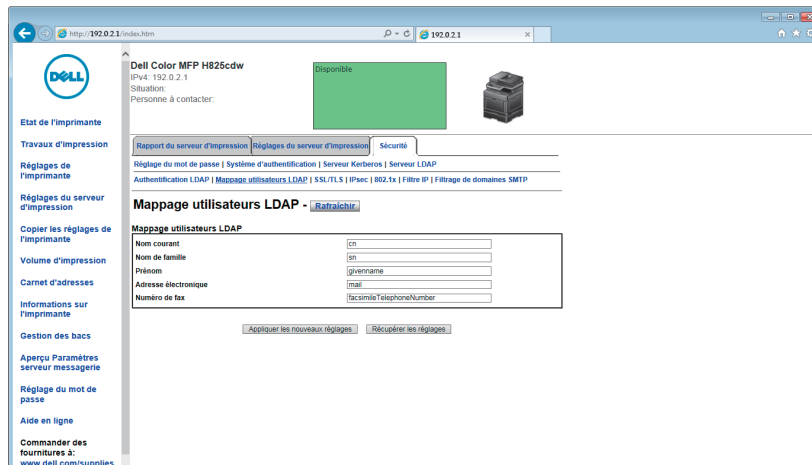 http://192.0.2.1/index.htm
192.0.2.1
DELL
Etat de l'imprimante
Travaux d'impression
Réglages de
l'imprimante
Réglages du serveur
d'impression
Copier les réglages de
l'imprimante
Volume d'impression
Carnet d'adresses
Informations sur
l'imprimante
Gestion des bacs
Aperçu Paramètres
serveur messagerie
Réglage du mot de
passe
Aide en ligne
Commander des
fournitures à:
www.dell.com/supplies
Dell Color MFP H825cdw
IPv4: 192.0.2.1
Situation:
Personne à contacter:
Disponible
Rapport du serveur d'impression Réglages du serveur d'impression Sécurité
Réglage du mot de passe | Système d'authentification | Serveur Kerberos | Serveur LDAP
Authentification LDAP | Mappage utilisateurs LDAP | SSL/TLS | IPsec | 802.1x | Filtre IP | Filtrage de domaines SMTP
Mappage utilisateurs LDAP - Rafraîchir
Mappage utilisateurs LDAP
Nom courant cn
Nom de famille sn
Prénom givenname
Adresse électronique mail
Numéro de fax facsimileTelephoneNumber
Appliquer les nouveaux réglages Récupérer les réglages